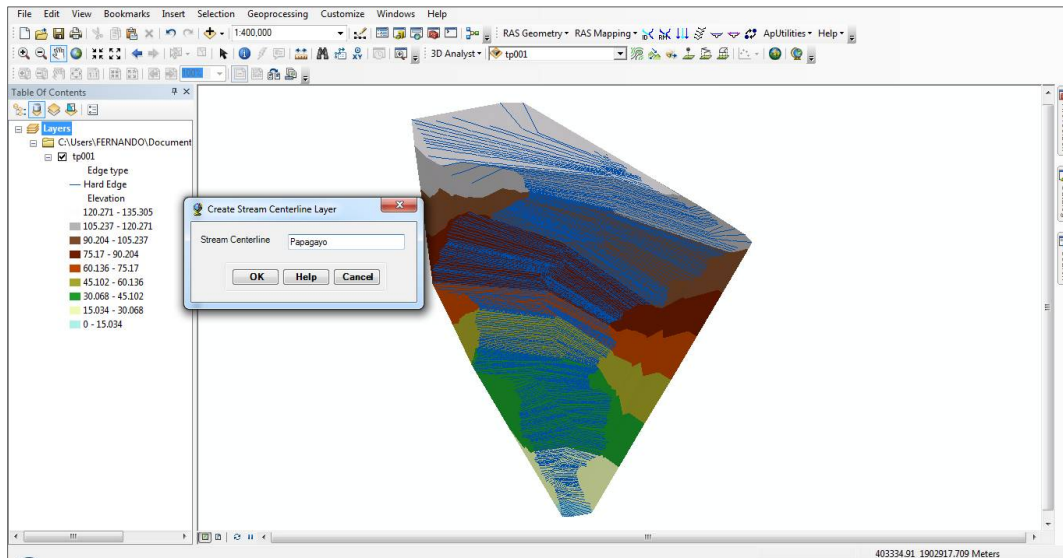 File Edit View Bookmarks Insert Selection Geoprocessing Customize Windows Help
1:400,000 RAS Geometry RAS Mapping ApUtilities Help
3D Analyst tp001
100%
Table Of Contents
Layers
C:\Users\FERNANDO\Document
tp001
Edge type
Hard Edge
Elevation
120.271 - 135.305
105.237 - 120.271
90.204 - 105.237
75.17 - 90.204
60.136 - 75.17
45.102 - 60.136
30.068 - 45.102
15.034 - 30.068
0 - 15.034
Create Stream Centerline Layer
Stream Centerline Papagayo
OK Help Cancel
403334.91 1902917.709 Meters